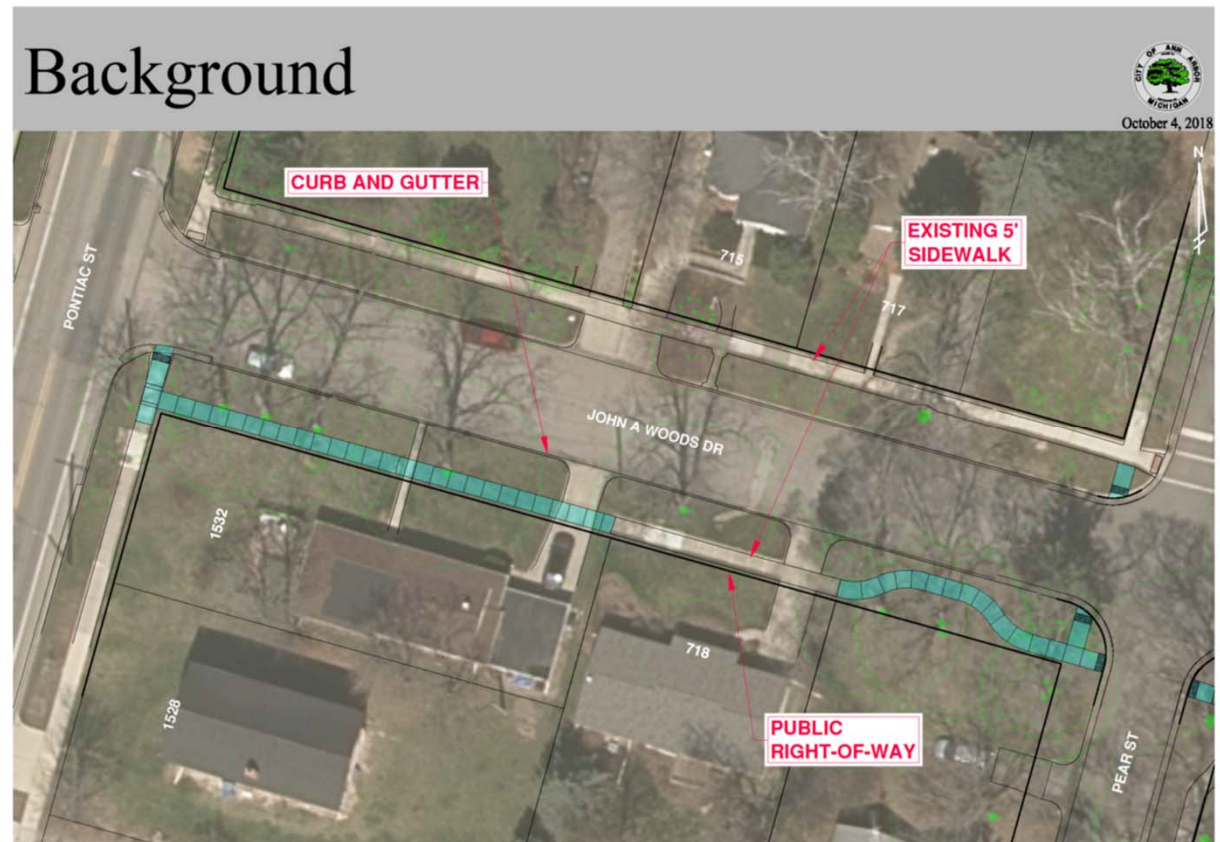 Background
CITY OF ANN ARBOR
MICHIGAN
October 4, 2018
N
CURB AND GUTTER
EXISTING 5'
SIDEWALK
715
717
PONTIAC ST
JOHN A WOODS DR
1532
718
1528
PUBLIC
RIGHT-OF-WAY
PEAR ST